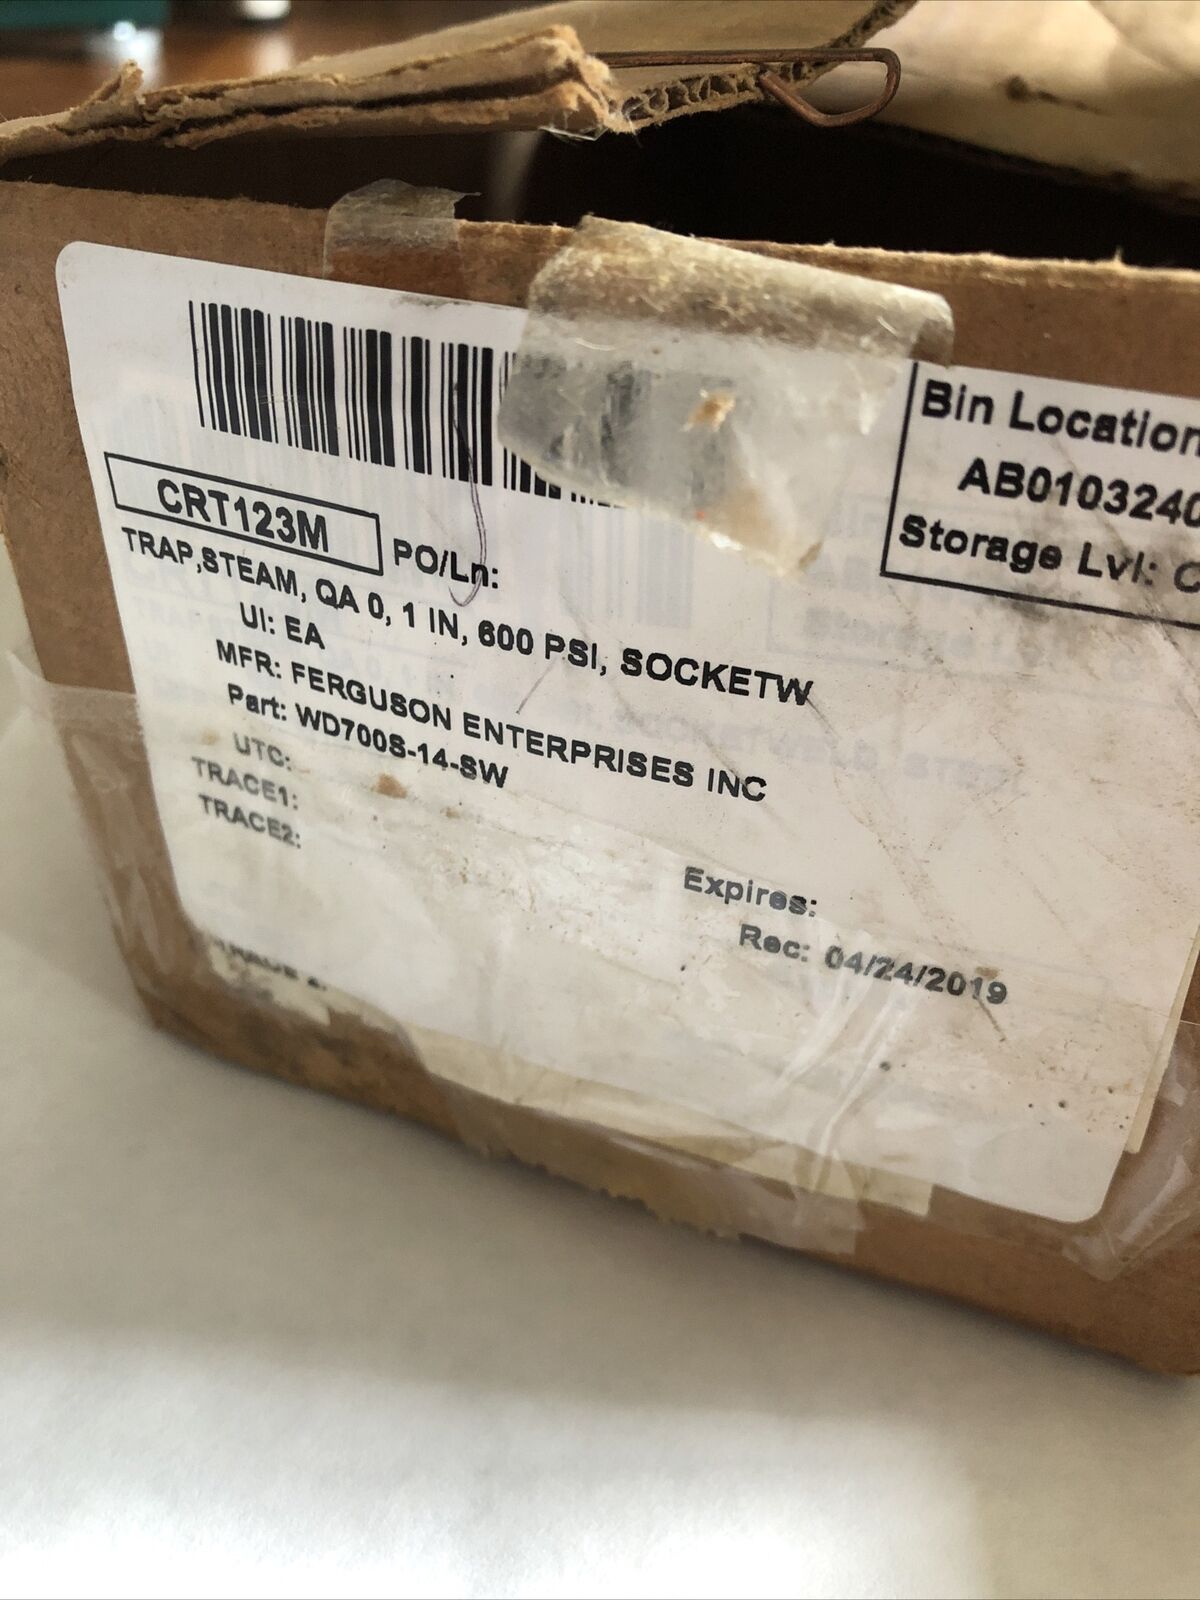 CRT123M
PO/Ln:
TRAP,STEAM, QA 0, 1 IN, 600 PSI, SOCKETW
UI: EA
MFR: FERGUSON ENTERPRISES INC
Part: WD700S-14-SW
UTC:
TRACE1:
TRACE2:
Expires:
Rec: 04/24/2019
Bin Location
AB0103240
Storage Lvl: C